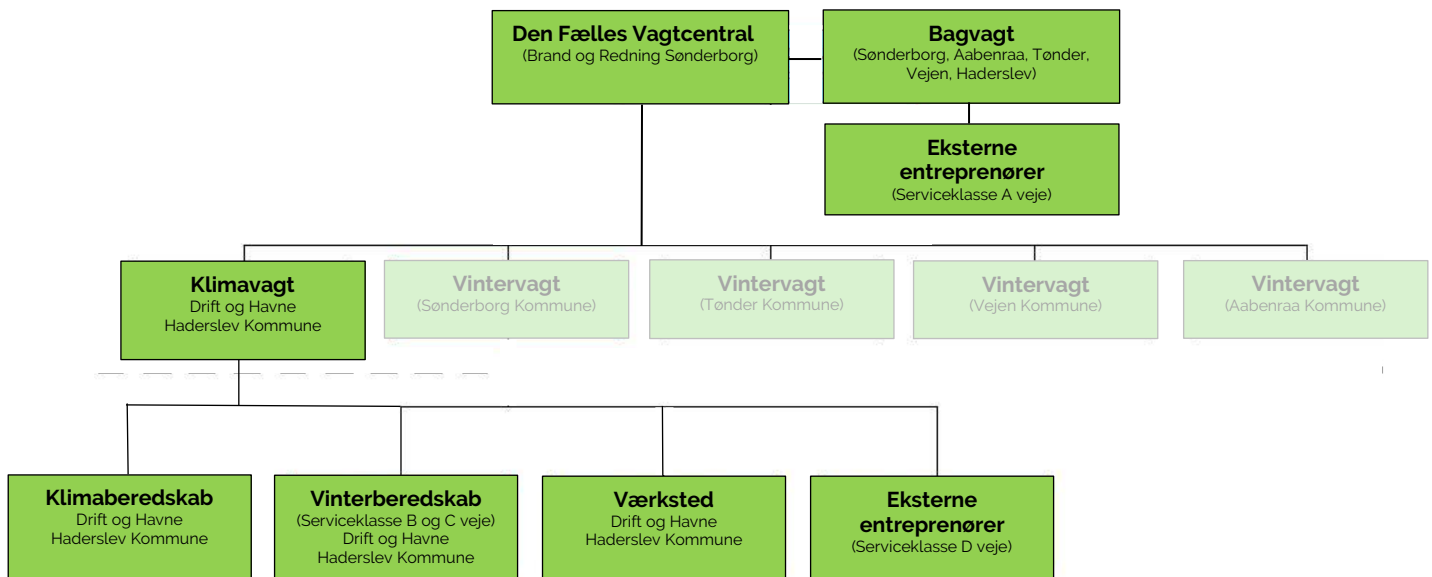 Den Fælles Vagtcentral
(Brand og Redning Sønderborg)
Bagvagt
(Sønderborg, Aabenraa, Tønder,
Vejen, Haderslev)
Eksterne
entreprenører
(Serviceklasse A veje)
Klimavagt
Drift og Havne
Haderslev Kommune
Vintervagt
(Sønderborg Kommune)
Vintervagt
(Tønder Kommune)
Vintervagt
(Vejen Kommune)
Vintervagt
(Aabenraa Kommune)
Klimaberedskab
Drift og Havne
Haderslev Kommune
Vinterberedskab
(Serviceklasse B og C veje)
Drift og Havne
Haderslev Kommune
Værksted
Drift og Havne
Haderslev Kommune
Eksterne
entreprenører
(Serviceklasse D veje)